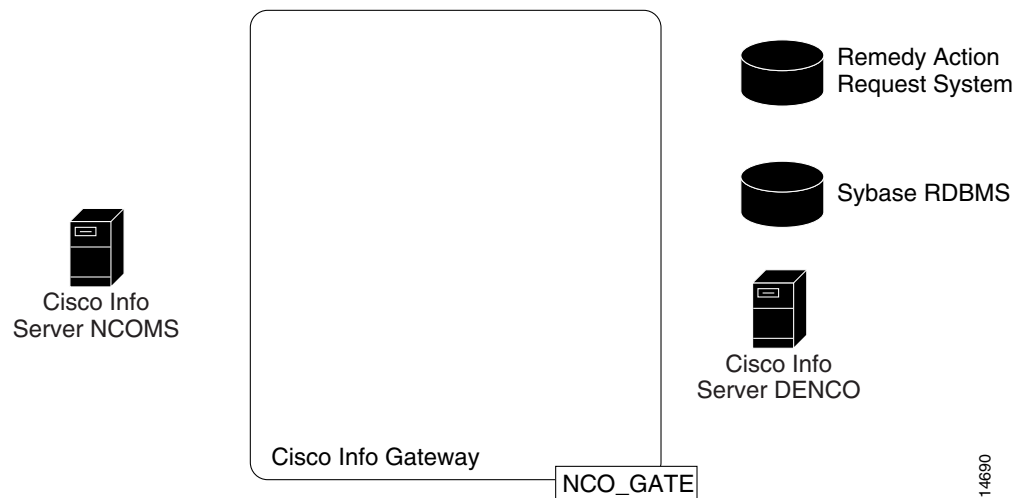 Remedy Action
Request System
Sybase RDBMS
Cisco Info
Server NCOMS
Cisco Info
Server DENCO
Cisco Info Gateway
NCO_GATE
14690